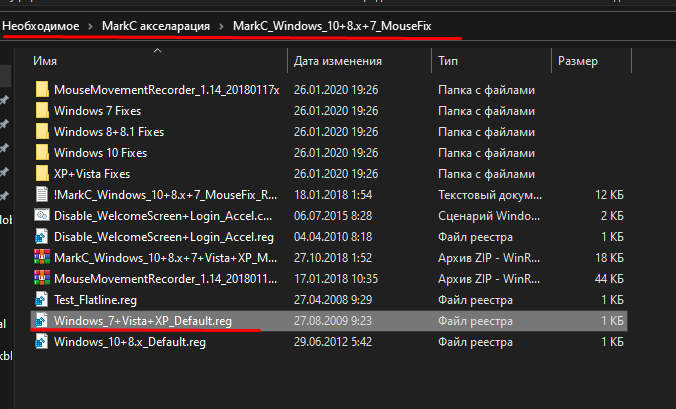 Необходимое > MarkC акселарация > MarkC_Windows_10+8.x+7_MouseFix
Имя Дата изменения Тип Размер
MouseMovementRecorder_1.14_20180117x 26.01.2020 19:26 Папка с файлами
Windows 7 Fixes 26.01.2020 19:26 Папка с файлами
Windows 8+8.1 Fixes 26.01.2020 19:26 Папка с файлами
Windows 10 Fixes 26.01.2020 19:26 Папка с файлами
XP+Vista Fixes 26.01.2020 19:26 Папка с файлами
!MarkC_Windows_10+8.x+7_MouseFix_R... 18.01.2018 1:54 Текстовый докум... 12 КБ
Disable_WelcomeScreen+Login_Accel.c... 06.07.2015 8:28 Сценарий Windo... 2 КБ
Disable_WelcomeScreen+Login_Accel.reg 04.04.2010 8:18 Файл реестра 1 КБ
MarkC_Windows_10+8.x+7+Vista+XP_M... 27.10.2018 1:52 Архив ZIP - WinR... 18 КБ
MouseMovementRecorder_1.14_2018011... 17.01.2018 10:35 Архив ZIP - WinR... 44 КБ
Test_Flatline.reg 27.04.2008 9:29 Файл реестра 1 КБ
Windows_7+Vista+XP_Default.reg 27.08.2009 9:23 Файл реестра 1 КБ
Windows_10+8.x_Default.reg 29.06.2012 5:42 Файл реестра 1 КБ